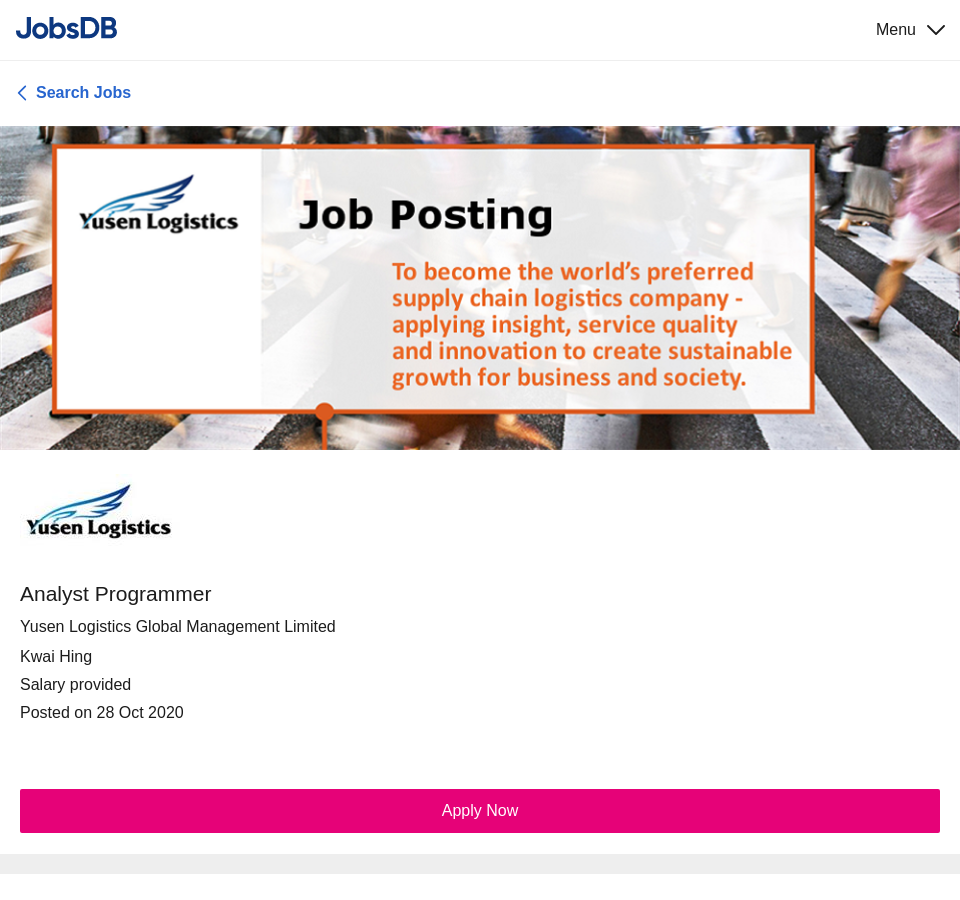 JobsDB
Menu
Search Jobs
Yusen Logistics
Job Posting
To become the world's preferred
supply chain logistics company -
applying insight, service quality
and innovation to create sustainable
growth for business and society.
Yusen Logistics
Analyst Programmer
Yusen Logistics Global Management Limited
Kwai Hing
Salary provided
Posted on 28 Oct 2020
Apply Now